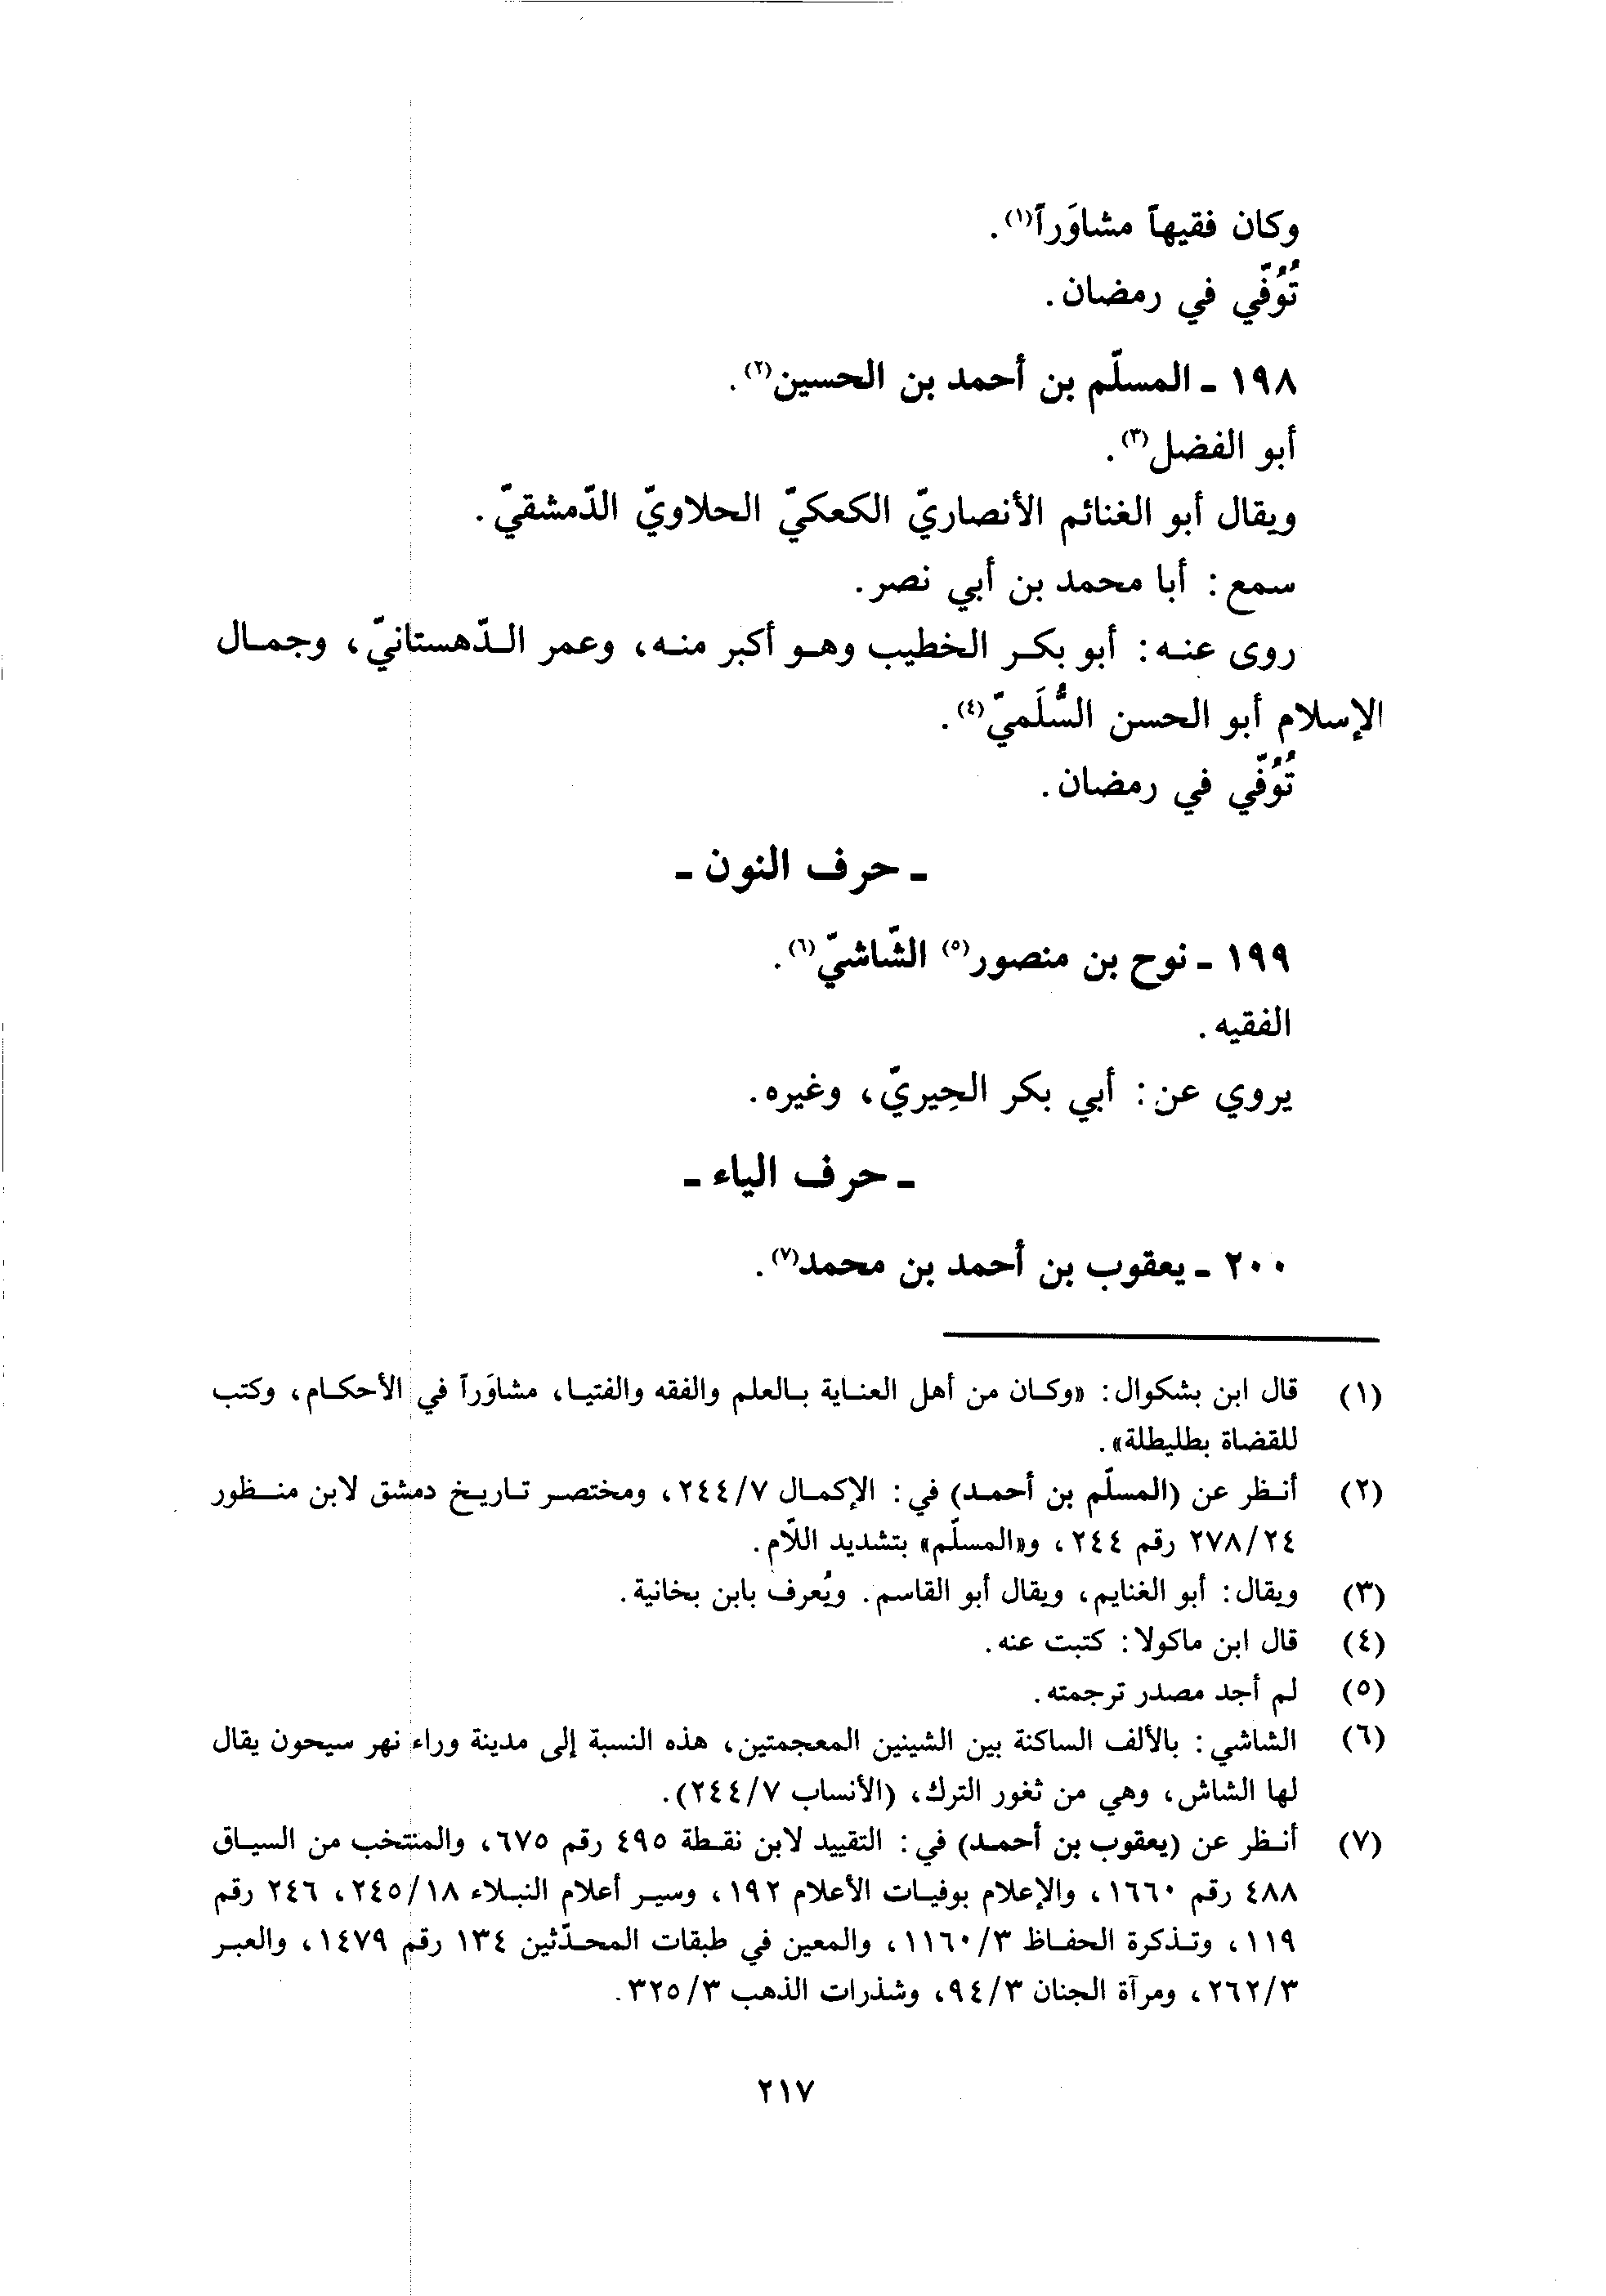 وكان فقيهاً مشاوَراً(١).
تُوُفّي في رمضان.
١٩٨ ـ المسلّم بن أحمد بن الحسين(٢).
أبو الفضل(٣).
ويقال أبو الغنائم الأنصاريّ الكعكيّ الحلاويّ الدّمشقيّ.
سمع: أبا محمد بن أبي نصر.
روى عنه: أبو بكر الخطيب وهو أكبر منه، وعمر الدّهستانيّ، وجمال
الإسلام أبو الحسن السُّلَميّ(٤).
تُوُفّي في رمضان.
ـ حرف النون ـ
١٩٩ ـ نوح بن منصور(٥) الشّاشيّ(٦).
الفقيه.
يروي عن: أبي بكر الحِيريّ، وغيره.
ـ حرف الياء ـ
٢٠٠ ـ يعقوب بن أحمد بن محمد(٧).
(١) قال ابن بشكوال: «وكان من أهل العناية بالعلم والفقه والفتيا، مشاوَراً في الأحكام، وكتب
للقضاة بطليطلة».
(٢) أنظر عن (المسلّم بن أحمد) في: الإكمال ٢٤٤/٧، ومختصر تاريخ دمشق لابن منظور
٢٧٨/٢٤ رقم ٢٤٤، و«المسلّم» بتشديد اللّام.
(٣) ويقال: أبو الغنايم، ويقال أبو القاسم. ويُعرف بابن بخانية.
(٤) قال ابن ماكولا: كتبت عنه.
(٥) لم أجد مصدر ترجمته.
(٦) الشاشي: بالألف الساكنة بين الشينين المعجمتين، هذه النسبة إلى مدينة وراء نهر سيحون يقال
لها الشاش، وهي من ثغور الترك، (الأنساب ٢٤٤/٧).
(٧) أنظر عن (يعقوب بن أحمد) في: التقييد لابن نقطة ٤٩٥ رقم ٦٧٥، والمنتخب من السياق
٤٨٨ رقم ١٦٦٠، والإعلام بوفيات الأعلام ١٩٢، وسير أعلام النبلاء ٢٤٥/١٨، ٢٤٦ رقم
١١٩، وتذكرة الحفاظ ١١٦٠/٣، والمعين في طبقات المحدّثين ١٣٤ رقم ١٤٧٩، والعبر
٢٦٢/٣، ومرآة الجنان ٩٤/٣، وشذرات الذهب ٣٢٥/٣.
٢١٧